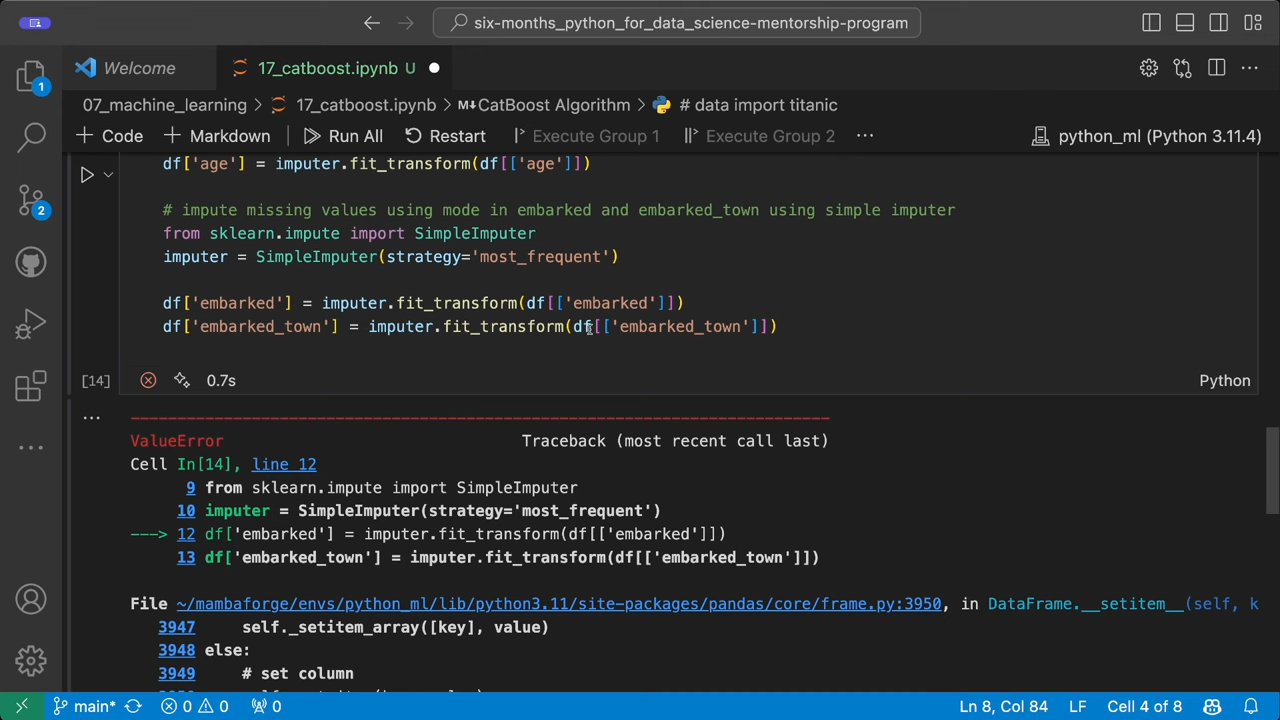 six-months_python_for_data_science-mentorship-program
Welcome
17_catboost.ipynb U
07_machine_learning > 17_catboost.ipynb > M↓CatBoost Algorithm > # data import titanic
+ Code + Markdown | Run All Restart | Execute Group 1 || Execute Group 2 ... python_ml (Python 3.11.4)
df['age'] = imputer.fit_transform(df[['age']])
# impute missing values using mode in embarked and embarked_town using simple imputer
from sklearn.impute import SimpleImputer
imputer = SimpleImputer(strategy='most_frequent')
df['embarked'] = imputer.fit_transform(df[['embarked']])
df['embarked_town'] = imputer.fit_transform(df[['embarked_town']])
[14] 0.7s Python
...
---------------------------------------------------------------------------
ValueError Traceback (most recent call last)
Cell In[14], line 12
9 from sklearn.impute import SimpleImputer
10 imputer = SimpleImputer(strategy='most_frequent')
---> 12 df['embarked'] = imputer.fit_transform(df[['embarked']])
13 df['embarked_town'] = imputer.fit_transform(df[['embarked_town']])
File ~/mambaforge/envs/python_ml/lib/python3.11/site-packages/pandas/core/frame.py:3950, in DataFrame.__setitem__(self, k
3947 self._setitem_array([key], value)
3948 else:
3949 # set column
1
2
main* 0 0 0 Ln 8, Col 84 LF Cell 4 of 8